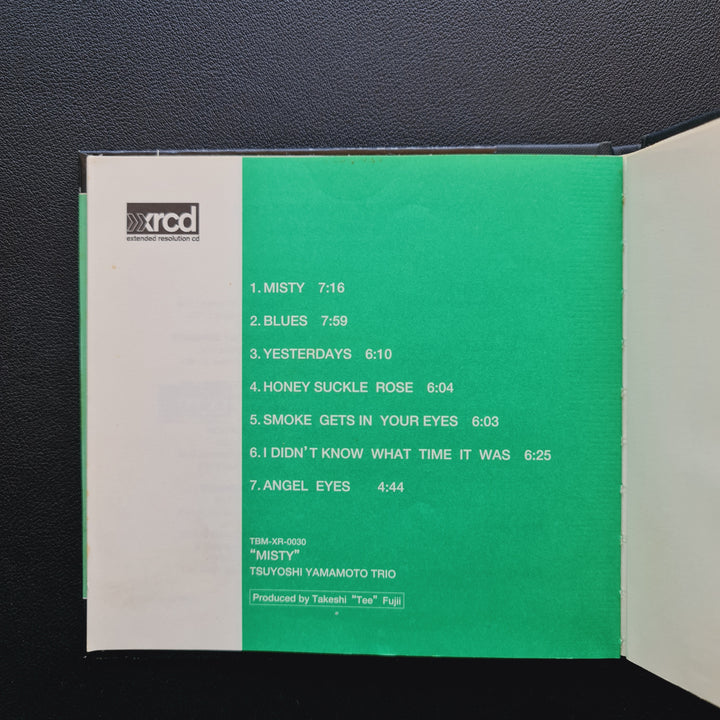 xrcd
extended resolution cd
1. MISTY 7:16
2. BLUES 7:59
3. YESTERDAYS 6:10
4. HONEY SUCKLE ROSE 6:04
5. SMOKE GETS IN YOUR EYES 6:03
6. I DIDN'T KNOW WHAT TIME IT WAS 6:25
7. ANGEL EYES 4:44
TBM-XR-0030
“MISTY”
TSUYOSHI YAMAMOTO TRIO
Produced by Takeshi “Tee” Fujii